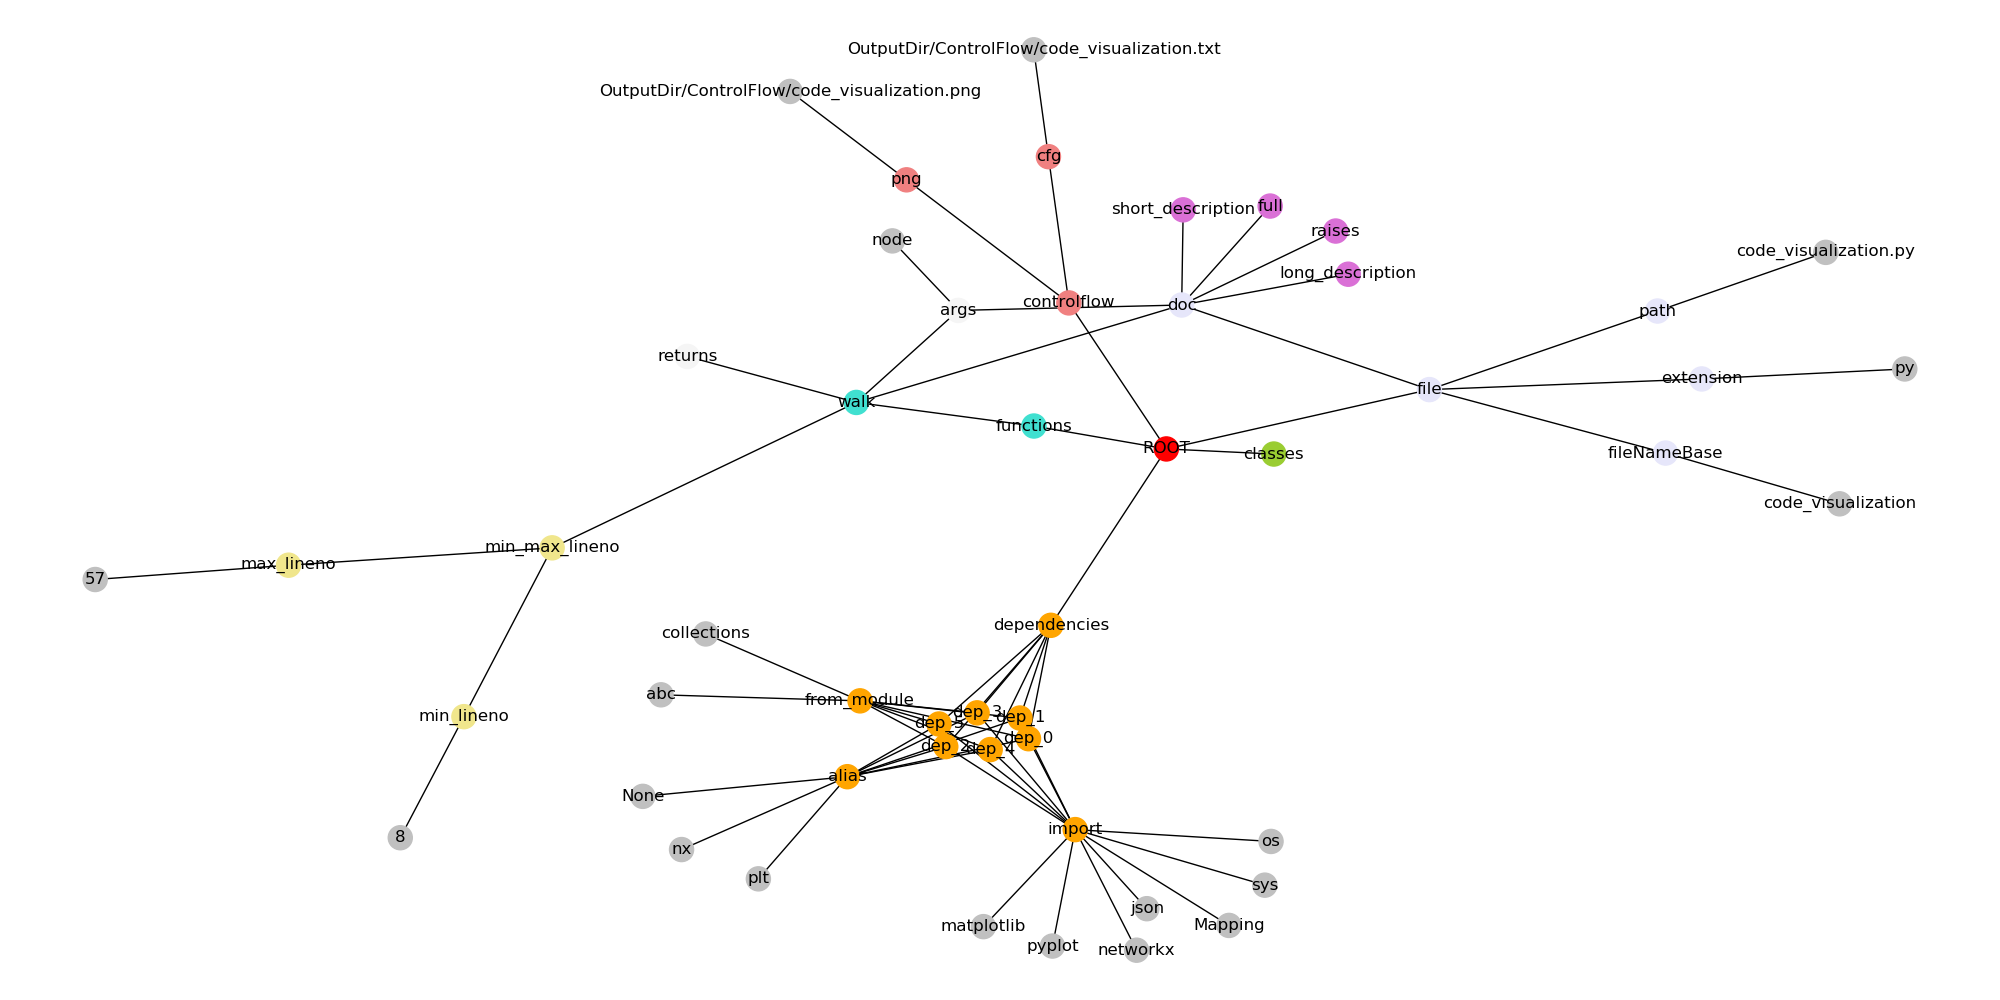 OutputDir/ControlFlow/code_visualization.txt
OutputDir/ControlFlow/code_visualization.png
cfg
png
short_description
full
raises
node
code_visualization.py
long_description
controlflow
doc
args
path
returns
extension
py
file
walk
functions
ROOT
classes
fileNameBase
code_visualization
min_max_lineno
max_lineno
57
dependencies
collections
abc
from_module
dep_3
dep_1
dep_5
min_lineno
dep_0
dep_2
dep_4
alias
None
import
8
os
nx
plt
sys
json
matplotlib
Mapping
pyplot
networkx